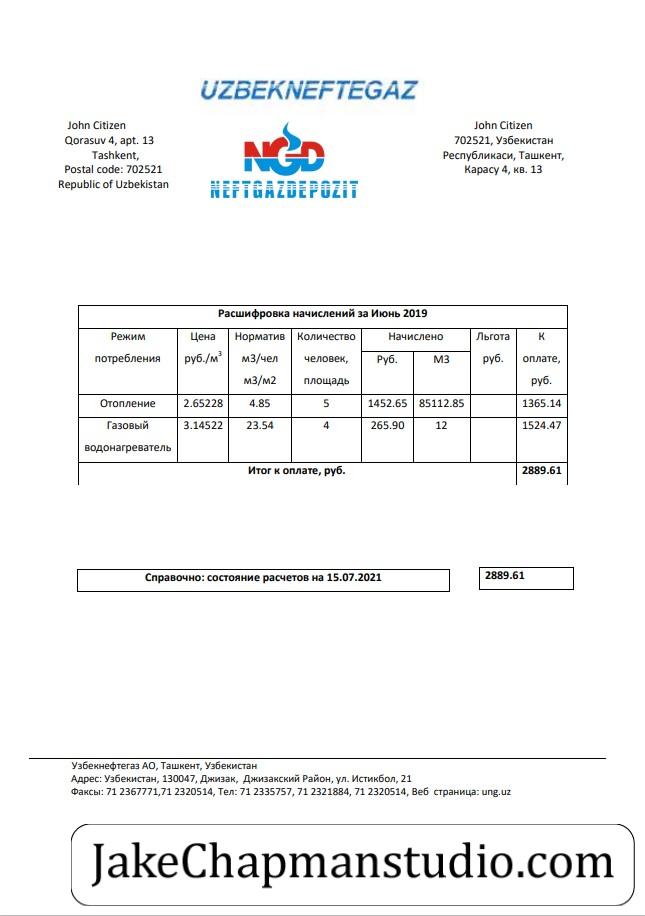 UZBEKNEFTEGAZ
John Citizen
Qorasuv 4, apt. 13
Tashkent,
Postal code: 702521
Republic of Uzbekistan
NGD
NEFTGAZDEPOZIT
John Citizen
702521, Узбекистан
Республикаси, Ташкент,
Карасу 4, кв. 13
Расшифровка начислений за Июнь 2019
Режим потребления Цена руб./м³ Норматив м3/чел м3/м2 Количество человек, площадь Начислено Руб. М3 Льгота руб. К оплате, руб.
Отопление 2.65228 4.85 5 1452.65 85112.85 1365.14
Газовый водонагреватель 3.14522 23.54 4 265.90 12 1524.47
Итог к оплате, руб. 2889.61
Справочно: состояние расчетов на 15.07.2021 2889.61
Узбекнефтегаз АО, Ташкент, Узбекистан
Адрес: Узбекистан, 130047, Джизак, Джизакский Район, ул. Истикбол, 21
Факсы: 71 2367771,71 2320514, Тел: 71 2335757, 71 2321884, 71 2320514, Веб страница: ung.uz
JakeChapmanstudio.com